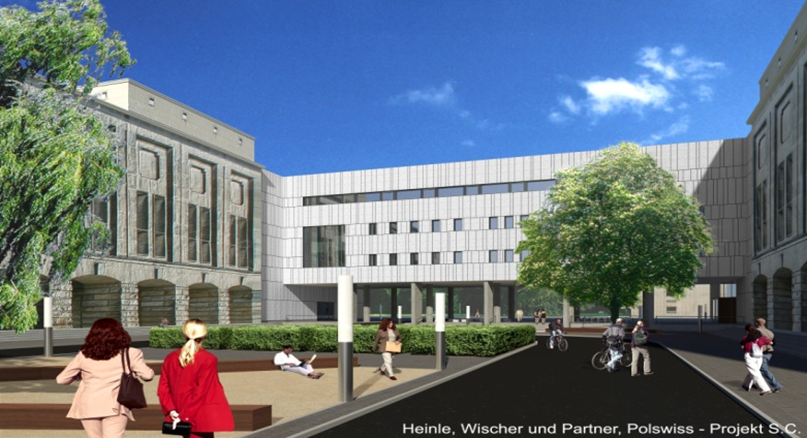 Heinle, Wischer und Partner, Polswiss - Projekt S.C.